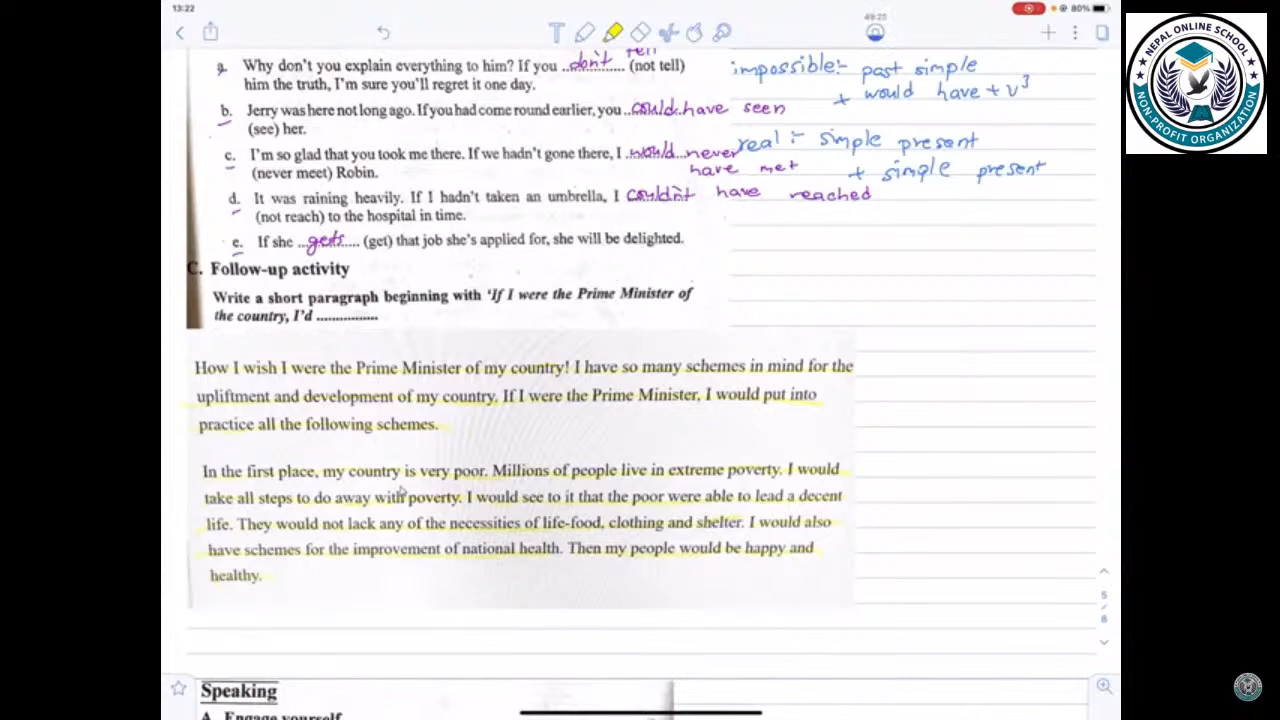 13:22
80%
49:25
tell
a. Why don't you explain everything to him? If you ..don't............ (not tell)
him the truth, I'm sure you'll regret it one day.
b. Jerry was here not long ago. If you had come round earlier, you ..could..have seen
(see) her.
c. I'm so glad that you took me there. If we hadn't gone there, I ..would...never
have met
(never meet) Robin.
d. It was raining heavily. If I hadn't taken an umbrella, I couldn't have reached
(not reach) to the hospital in time.
e. If she ...gets..... (get) that job she's applied for, she will be delighted.
impossible:- past simple
+ would have + v3
real :- simple present
+ simple present
C. Follow-up activity
Write a short paragraph beginning with 'If I were the Prime Minister of
the country, I'd ...............
How I wish I were the Prime Minister of my country! I have so many schemes in mind for the
upliftment and development of my country. If I were the Prime Minister, I would put into
practice all the following schemes.
In the first place, my country is very poor. Millions of people live in extreme poverty. I would
take all steps to do away with poverty. I would see to it that the poor were able to lead a decent
life. They would not lack any of the necessities of life-food, clothing and shelter. I would also
have schemes for the improvement of national health. Then my people would be happy and
healthy.
5
/
6
Speaking
A. Engage yourself
NEPAL ONLINE SCHOOL
NON-PROFIT ORGANIZATION